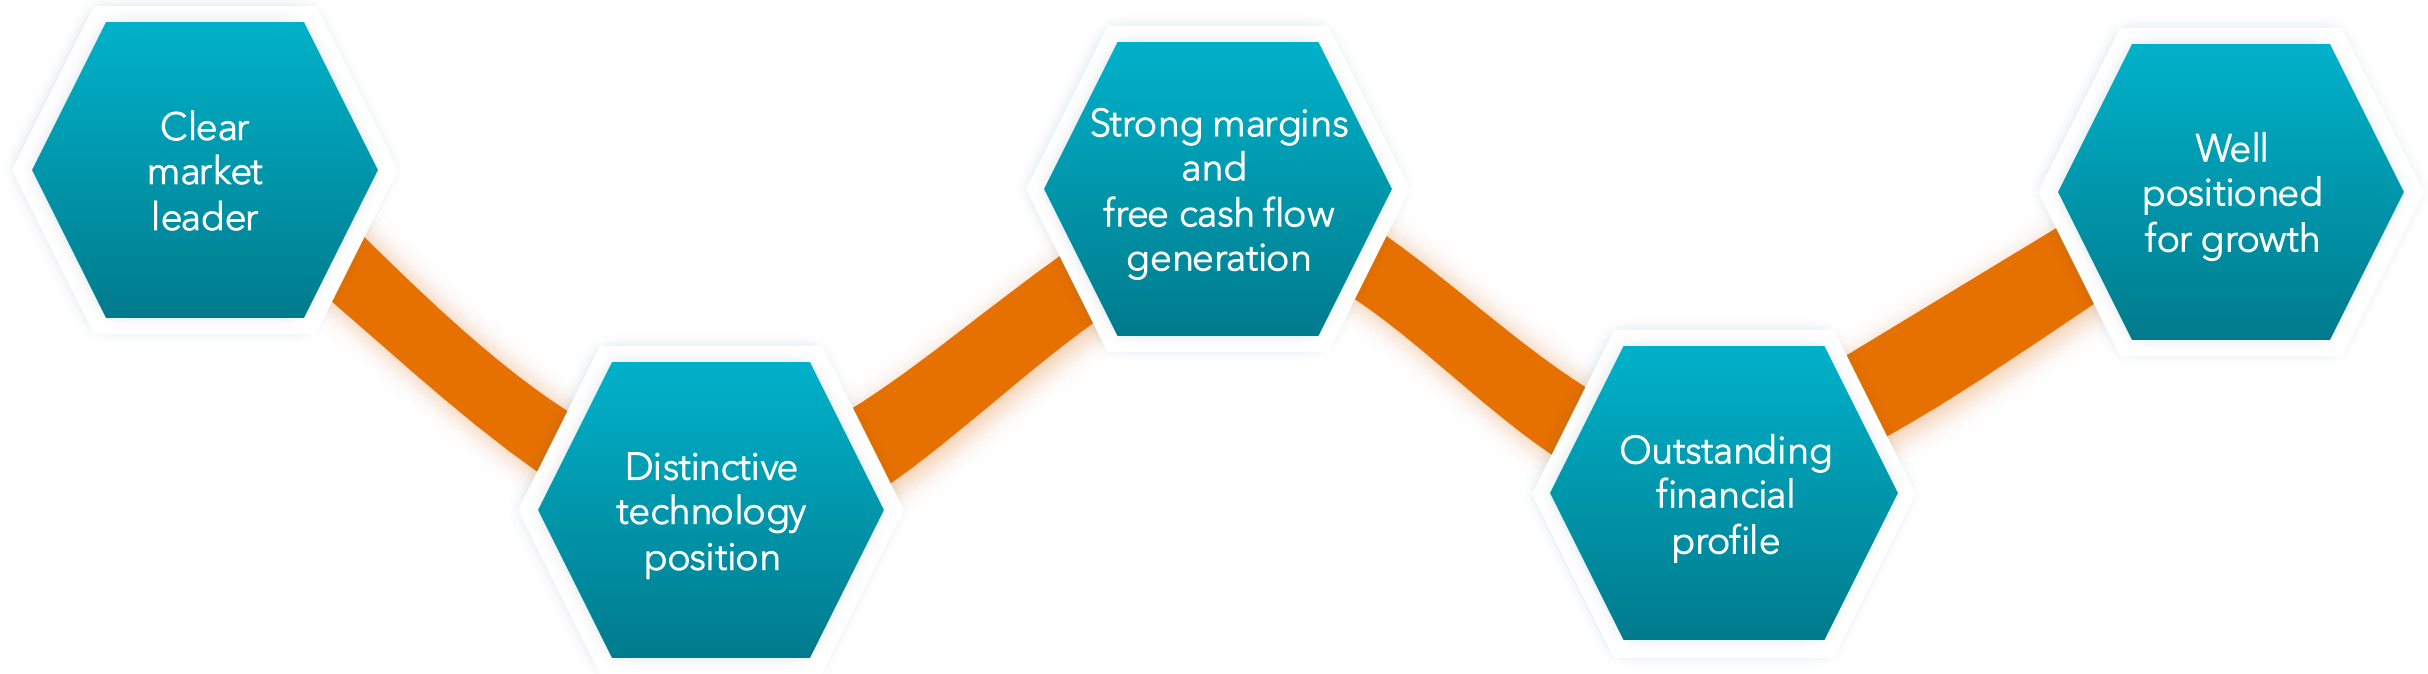 Clear
market
leader
Distinctive
technology
position
Strong margins
and
free cash flow
generation
Outstanding
financial
profile
Well
positioned
for growth